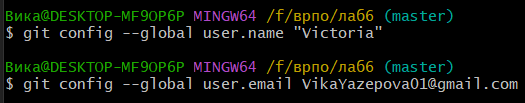 Вика@DESKTOP-MF9OP6P MINGW64 /f/врпо/лаб6 (master)
$ git config --global user.name "Victoria"
Вика@DESKTOP-MF9OP6P MINGW64 /f/врпо/лаб6 (master)
$ git config --global user.email VikaYazepova01@gmail.com